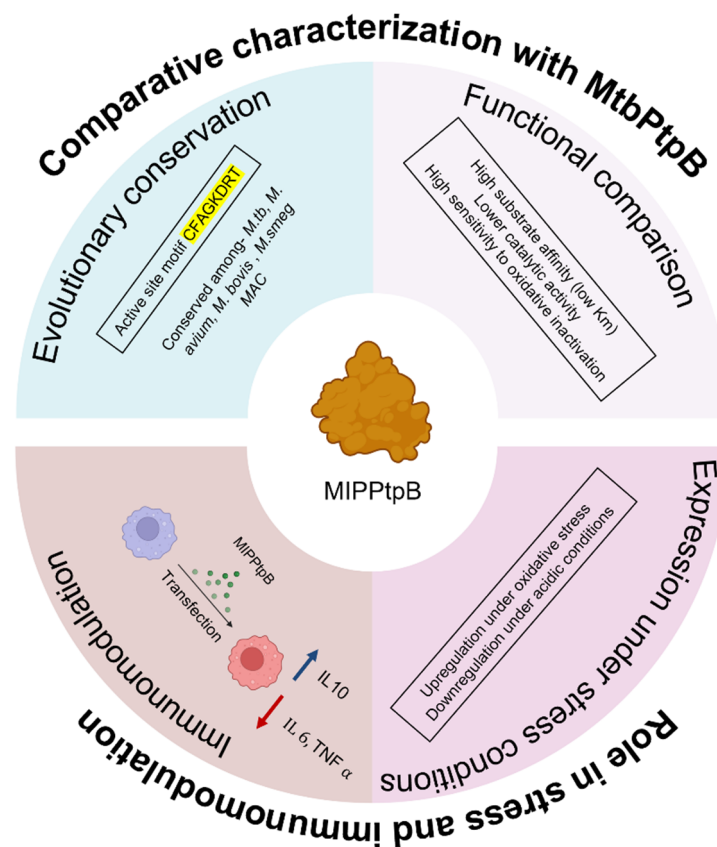 Comparative characterization with MtbPtpB
Evolutionary conservation
Active site motif CFAGKDRT
Conserved among- M.tb, M.
avium, M. bovis , M.smeg
MAC
Functional comparison
High substrate affinity (low Km)
Lower catalytic activity
High sensitivity to oxidative inactivation
MIPPtpB
Immunomodulation
MIPPtpB
Transfection
IL10
IL 6, TNF α
Expression under stress conditions
Upregulation under oxidative stress
Downregulation under acidic conditions
Role in stress and immunomodulation